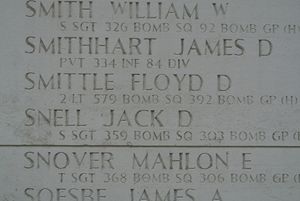 SMITH WILLIAM W
S SGT 326 BOMB SQ 92 BOMB GP (H)
SMITHHART JAMES D
PVT 334 INF 84 DIV
SMITTLE FLOYD D
2 LT 579 BOMB SQ 392 BOMB GP (H)
SNELL JACK D
S SGT 359 BOMB SQ 303 BOMB GP (H)
SNOVER MAHLON E
T SGT 368 BOMB SQ 306 BOMB GP (H
SOESBE JAMES A